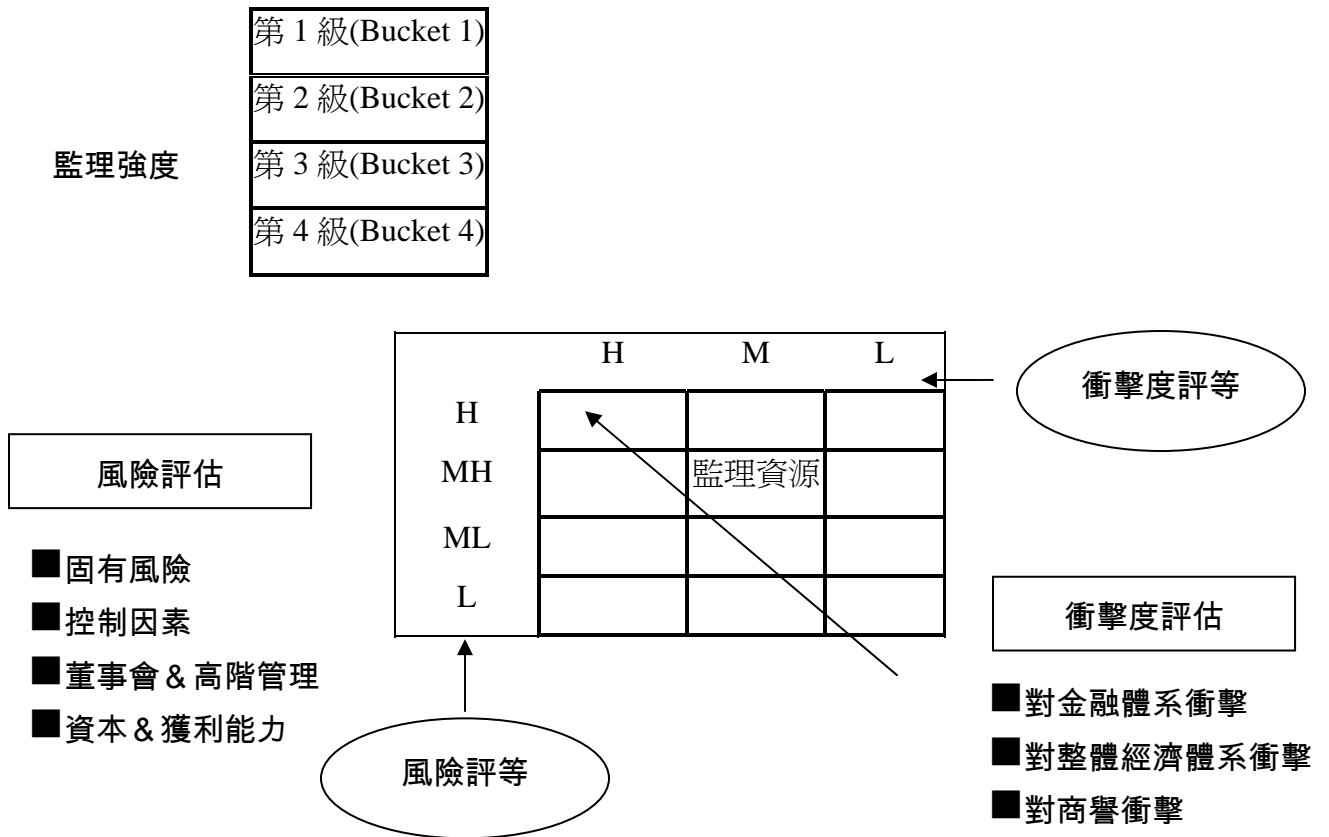 第 1 級(Bucket 1)
第 2 級(Bucket 2)
監理強度
第 3 級(Bucket 3)
第 4 級(Bucket 4)
H M L
衝擊度評等
H
風險評估
MH 監理資源
ML
L
■固有風險
■控制因素
■董事會＆高階管理
■資本＆獲利能力
風險評等
衝擊度評估
■對金融體系衝擊
■對整體經濟體系衝擊
■對商譽衝擊